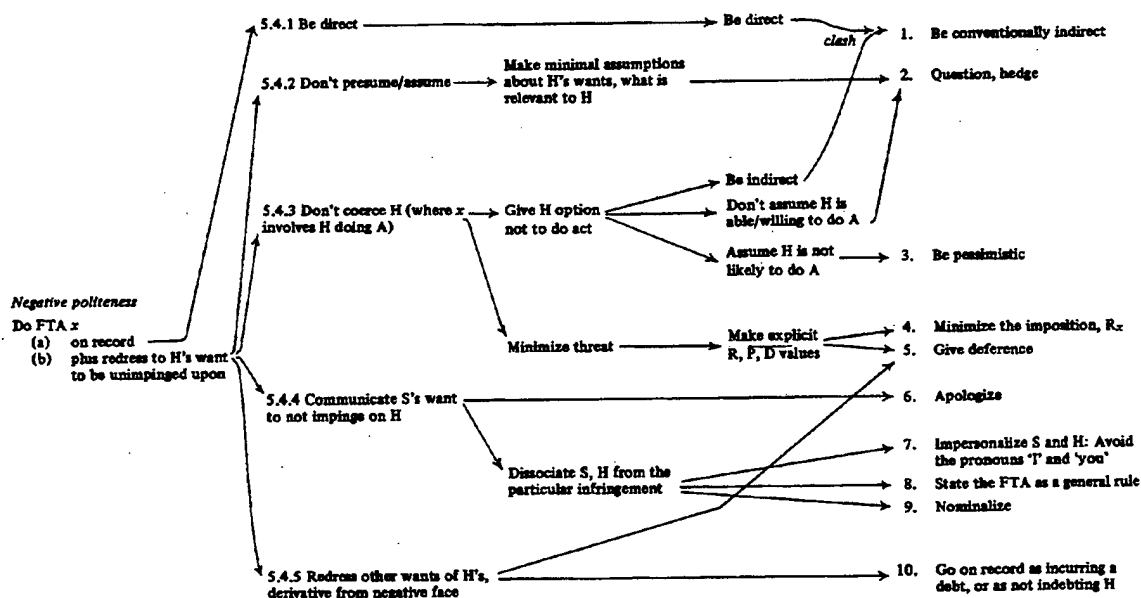 5.4.1 Be direct
Be direct
clash
1. Be conventionally indirect
5.4.2 Don't presume/assume
Make minimal assumptions
about H's wants, what is
relevant to H
2. Question, hedge
5.4.3 Don't coerce H (where x
involves H doing A)
Give H option
not to do act
Be indirect
Don't assume H is
able/willing to do A
Assume H is not
likely to do A
3. Be pessimistic
Negative politeness
Do FTA x
(a) on record
(b) plus redress to H's want
to be unimpinged upon
Minimize threat
Make explicit
R, P, D values
4. Minimize the imposition, Rx
5. Give deference
5.4.4 Communicate S's want
to not impinge on H
6. Apologize
Dissociate S, H from the
particular infringement
7. Impersonalize S and H: Avoid
the pronouns 'I' and 'you'
8. State the FTA as a general rule
9. Nominalize
5.4.5 Redress other wants of H's,
derivative from negative face
10. Go on record as incurring a
debt, or as not indebting H